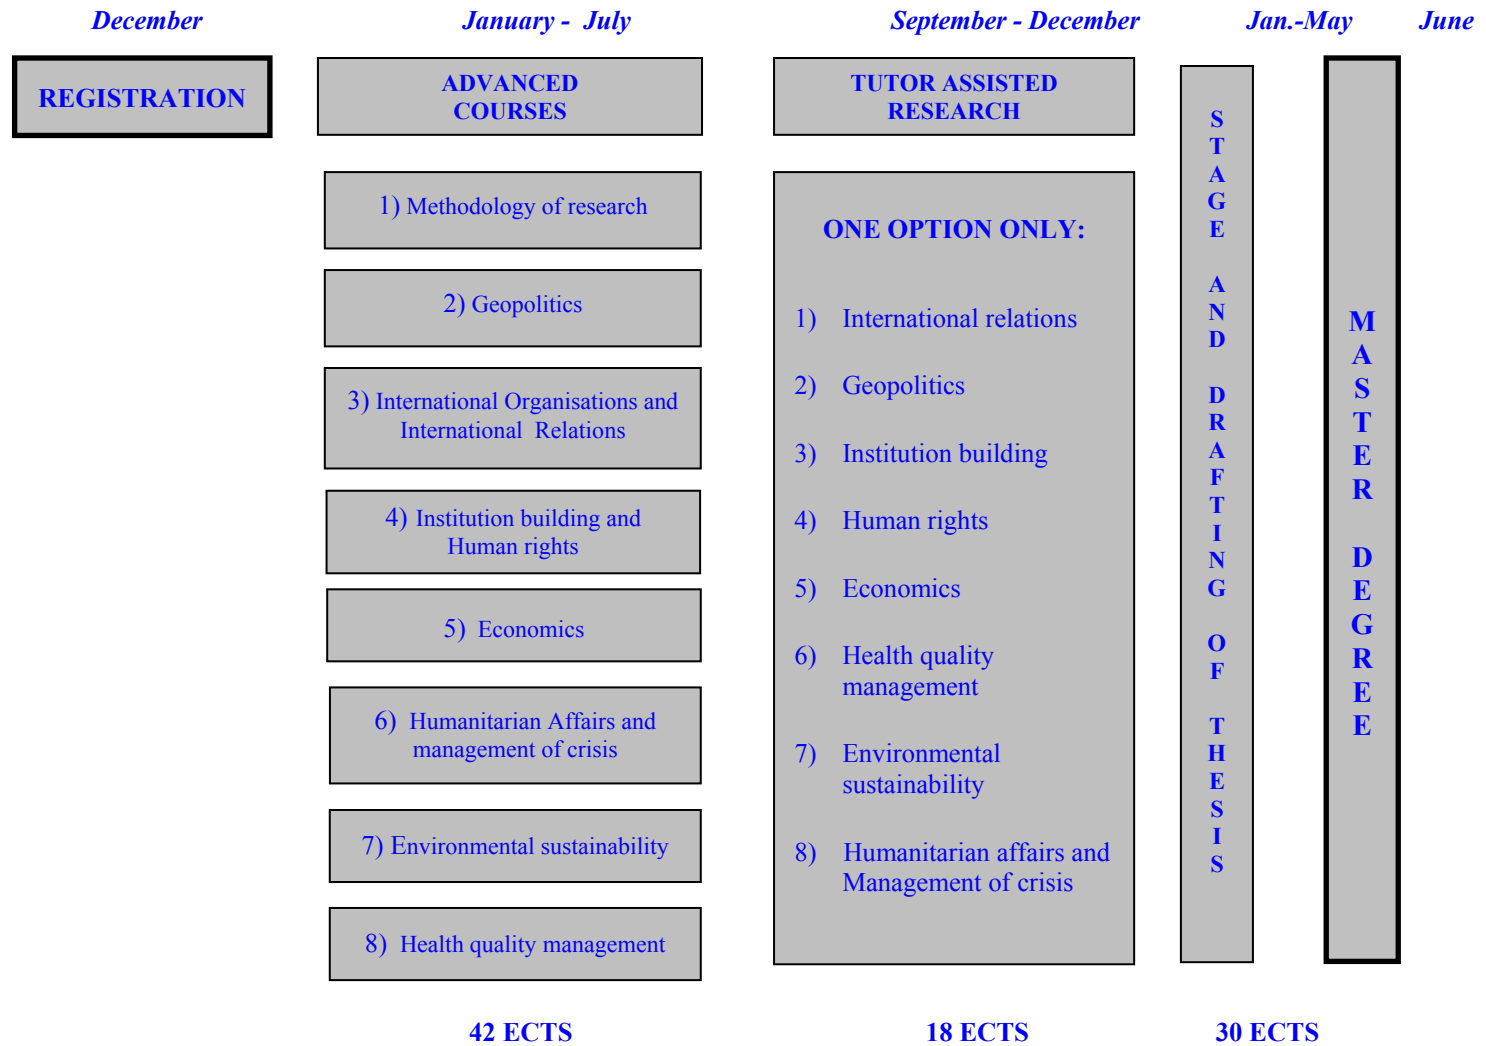 December
January - July
September - December
Jan.-May
June
REGISTRATION
ADVANCED
COURSES
1) Methodology of research
2) Geopolitics
3) International Organisations and
International Relations
4) Institution building and
Human rights
5) Economics
6) Humanitarian Affairs and
management of crisis
7) Environmental sustainability
8) Health quality management
42 ECTS
TUTOR ASSISTED
RESEARCH
ONE OPTION ONLY:
1) International relations
2) Geopolitics
3) Institution building
4) Human rights
5) Economics
6) Health quality
management
7) Environmental
sustainability
8) Humanitarian affairs and
Management of crisis
18 ECTS
STAGE AND DRAFTING OF THESIS
30 ECTS
MASTER DEGREE